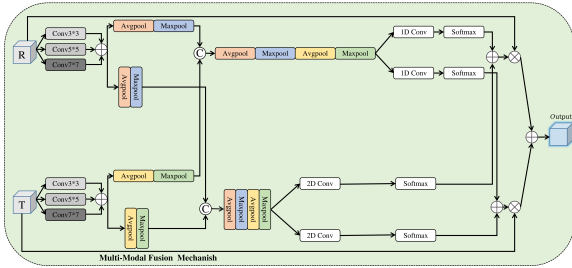 Avgpool Maxpool
1D Conv Softmax
Conv3*3
R Conv5*5
Conv7*7
C Avgpool Maxpool Avgpool Maxpool
1D Conv Softmax
Avgpool Maxpool
Output
Avgpool Maxpool
Conv3*3
T Conv5*5
Conv7*7
2D Conv Softmax
C Avgpool Maxpool Avgpool Maxpool
Avgpool Maxpool
2D Conv Softmax
Multi-Modal Fusion Mechanish